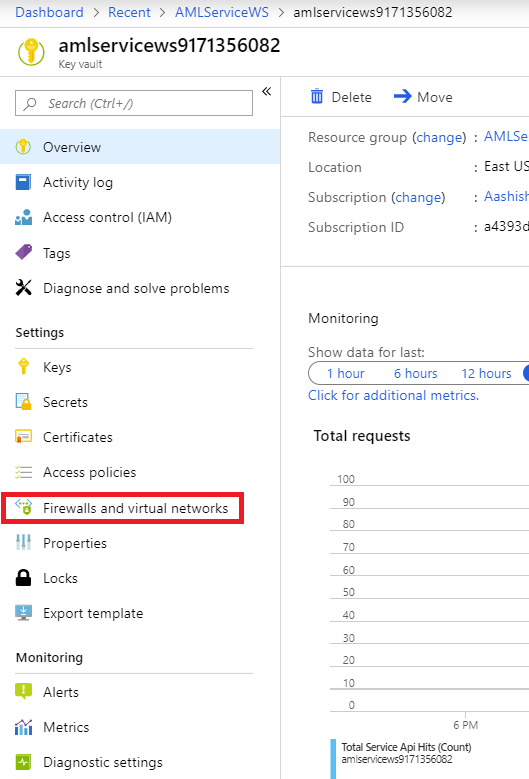 Dashboard > Recent > AMLServiceWS > amlservicews9171356082
amlservicews9171356082
Key vault
Search (Ctrl+/)
«
Overview
Activity log
Access control (IAM)
Tags
Diagnose and solve problems
Settings
Keys
Secrets
Certificates
Access policies
Firewalls and virtual networks
Properties
Locks
Export template
Monitoring
Alerts
Metrics
Diagnostic settings
Delete Move
Resource group (change) : AMLSe
Location : East US
Subscription (change) : Aashish
Subscription ID : a4393d
Monitoring
Show data for last:
1 hour 6 hours 12 hours
Click for additional metrics.
Total requests
100
90
80
70
60
50
40
30
20
10
0
6 PM
Total Service Api Hits (Count)
amlservicews9171356082